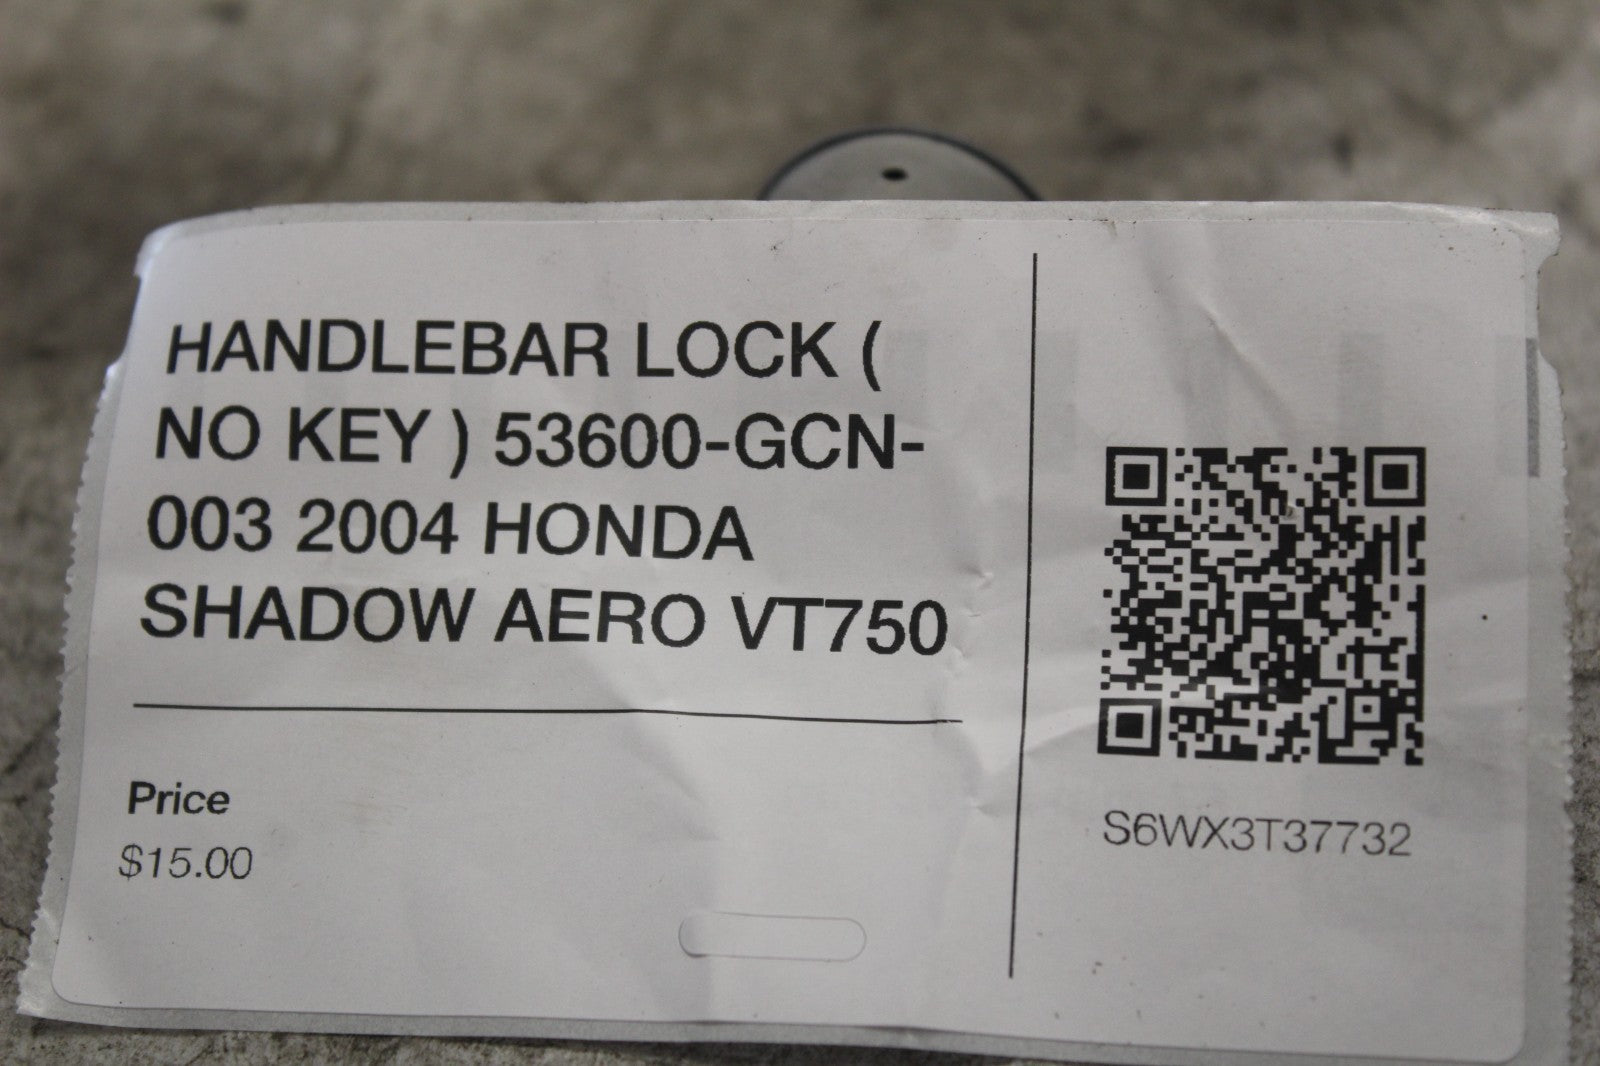 HANDLEBAR LOCK (
NO KEY ) 53600-GCN-
003 2004 HONDA
SHADOW AERO VT750
Price
$15.00
S6WX3T37732